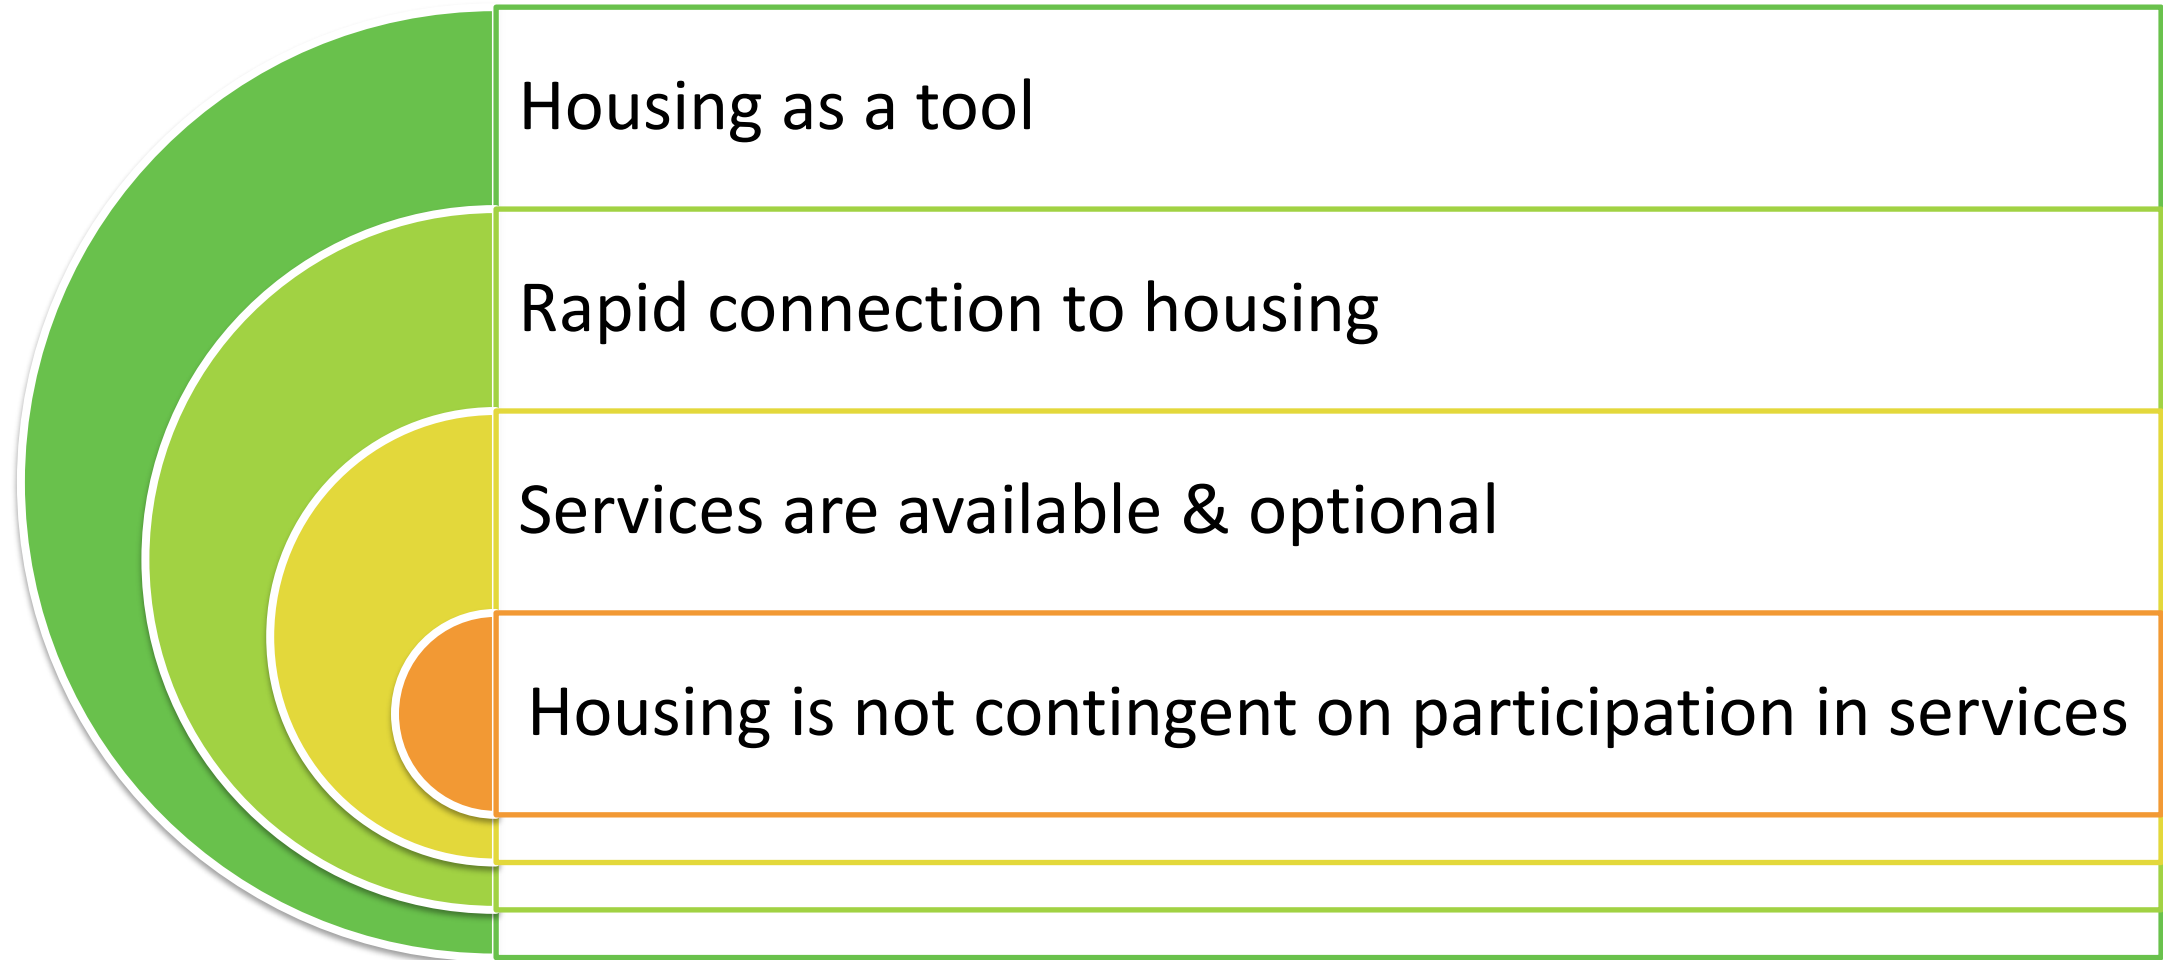 Housing as a tool
Rapid connection to housing
Services are available & optional
Housing is not contingent on participation in services